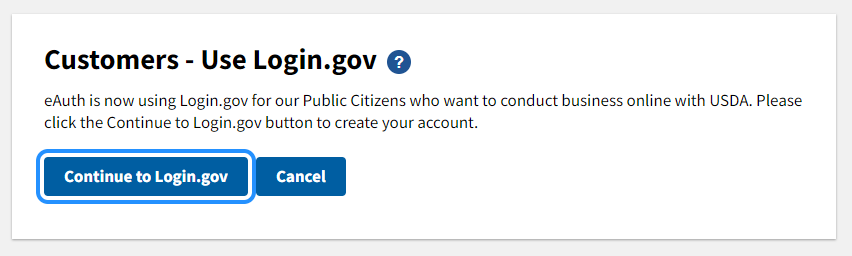 Customers - Use Login.gov ?
eAuth is now using Login.gov for our Public Citizens who want to conduct business online with USDA. Please
click the Continue to Login.gov button to create your account.
Continue to Login.gov Cancel